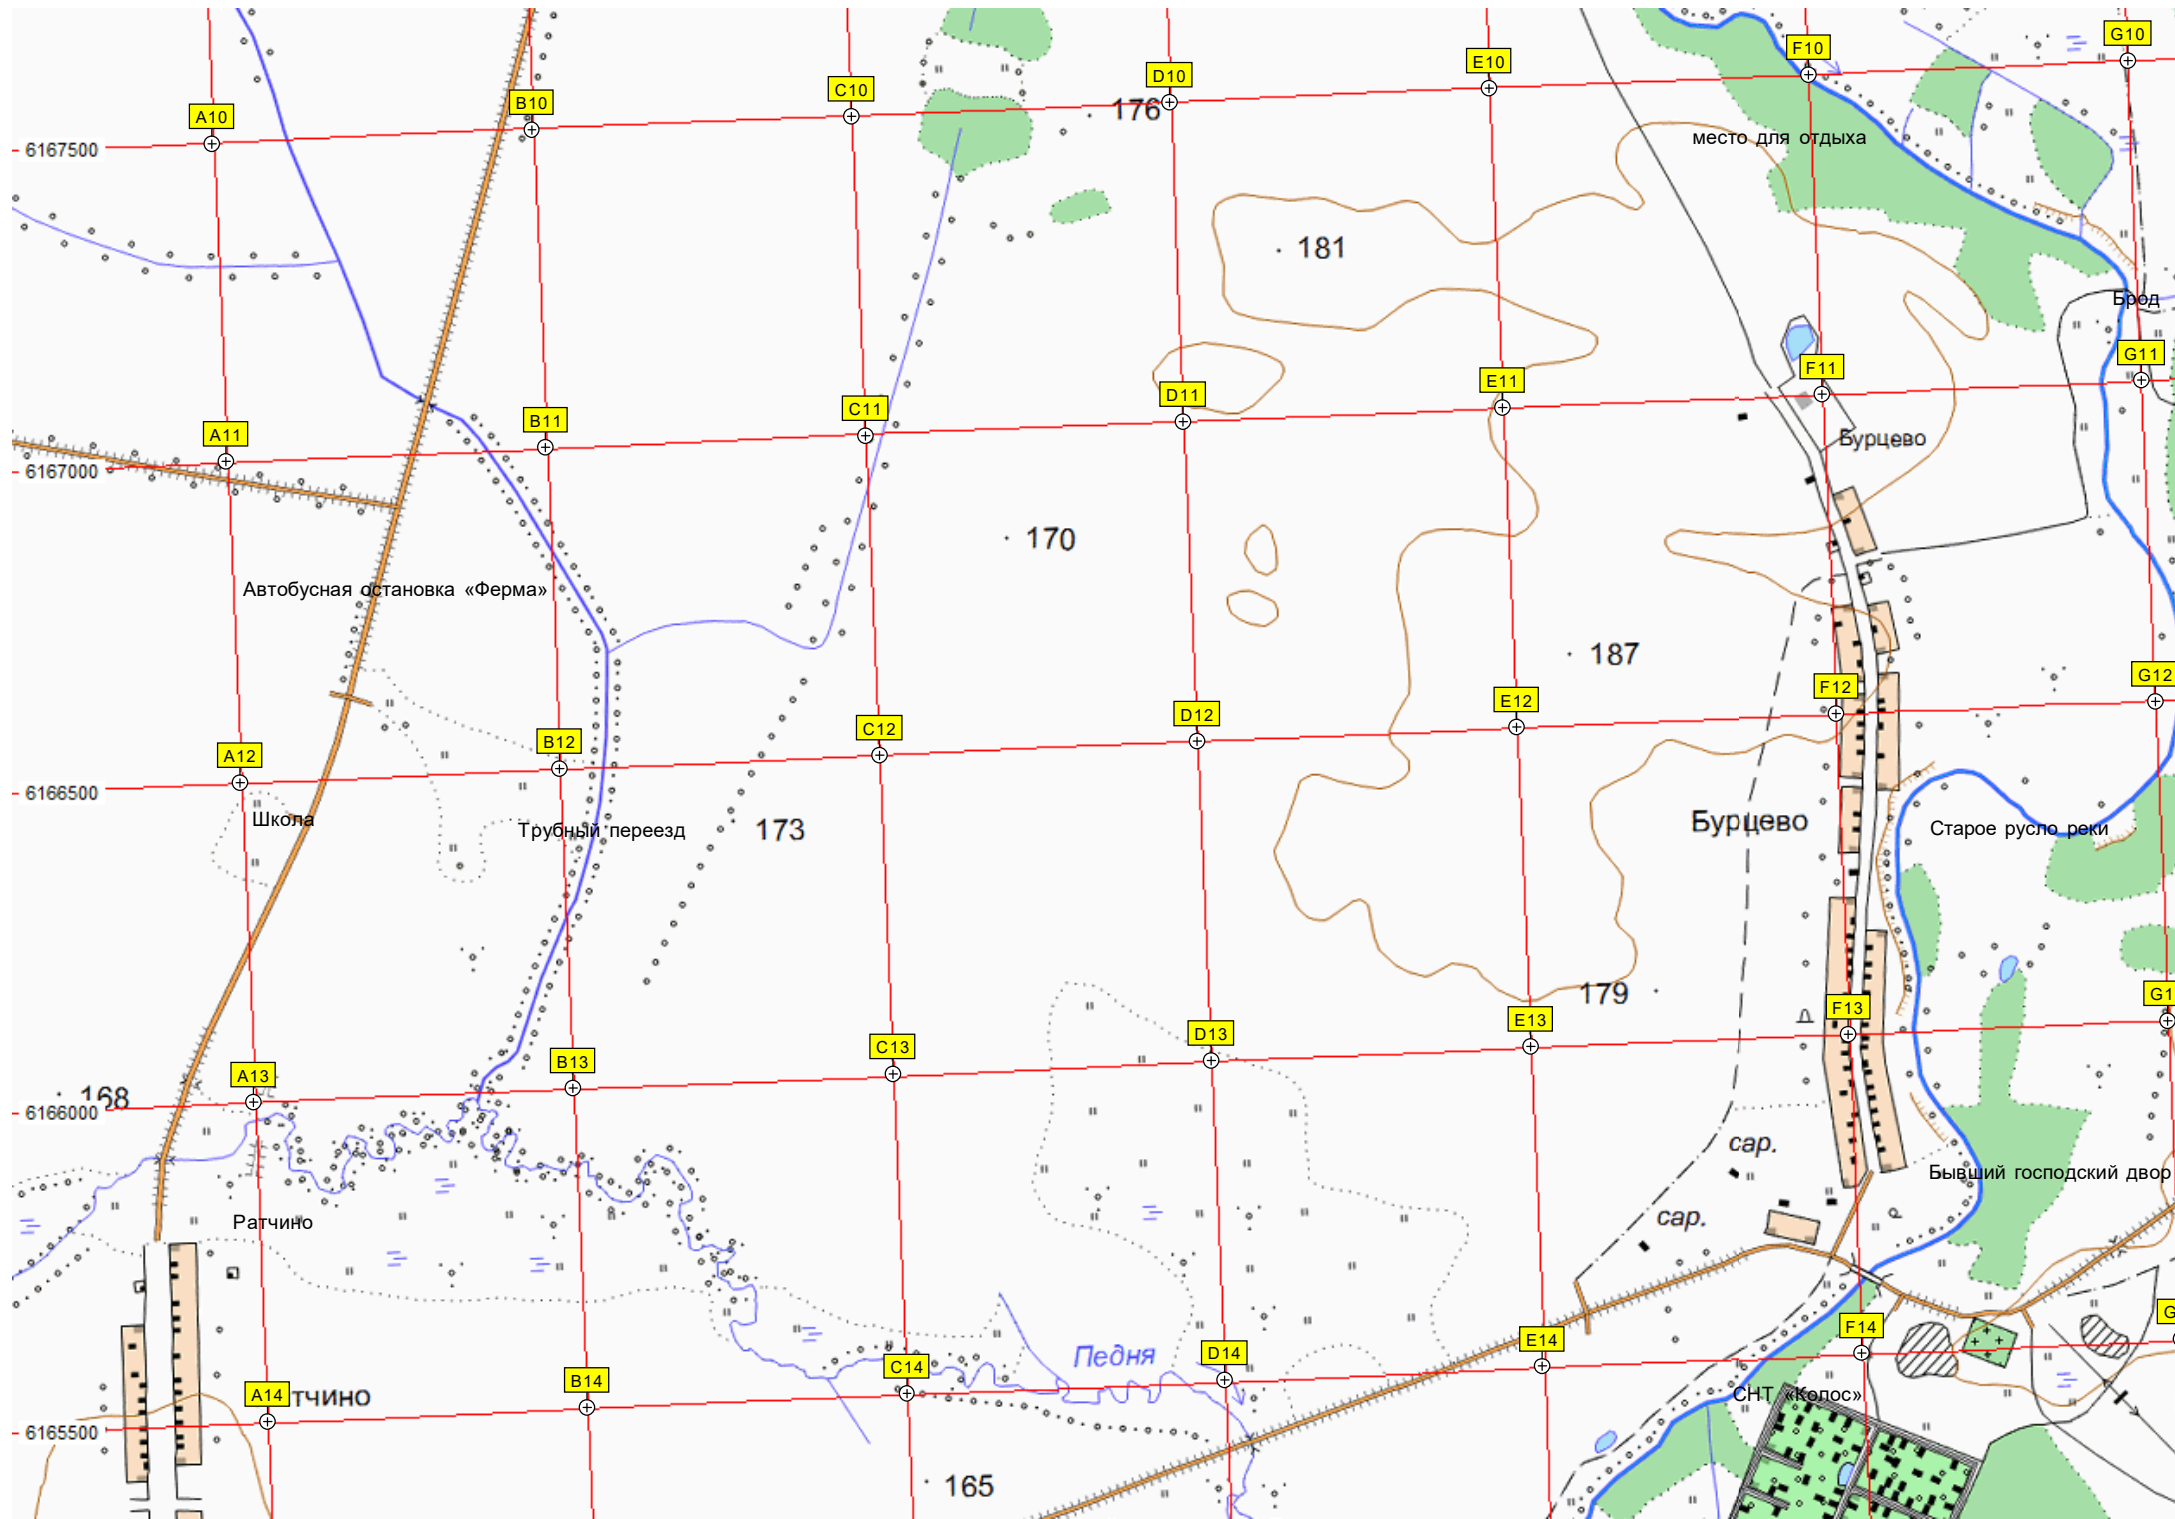 G10
F10
E10
D10
C10
B10
A10
176
место для отдыха
6167500
181
Брод
G11
F11
E11
D11
C11
B11
A11
Бурцево
6167000
170
Автобусная остановка «Ферма»
187
G12
F12
E12
D12
C12
B12
A12
6166500
Школа
Трубный переезд
173
Бурцево
Старое русло реки
179
G1
F13
E13
D13
C13
B13
A13
168
6166000
сар.
Бывший господский двор
сар.
Ратчино
G
F14
E14
D14
Педня
C14
B14
A14
тчино
СНТ «Колос»
6165500
165